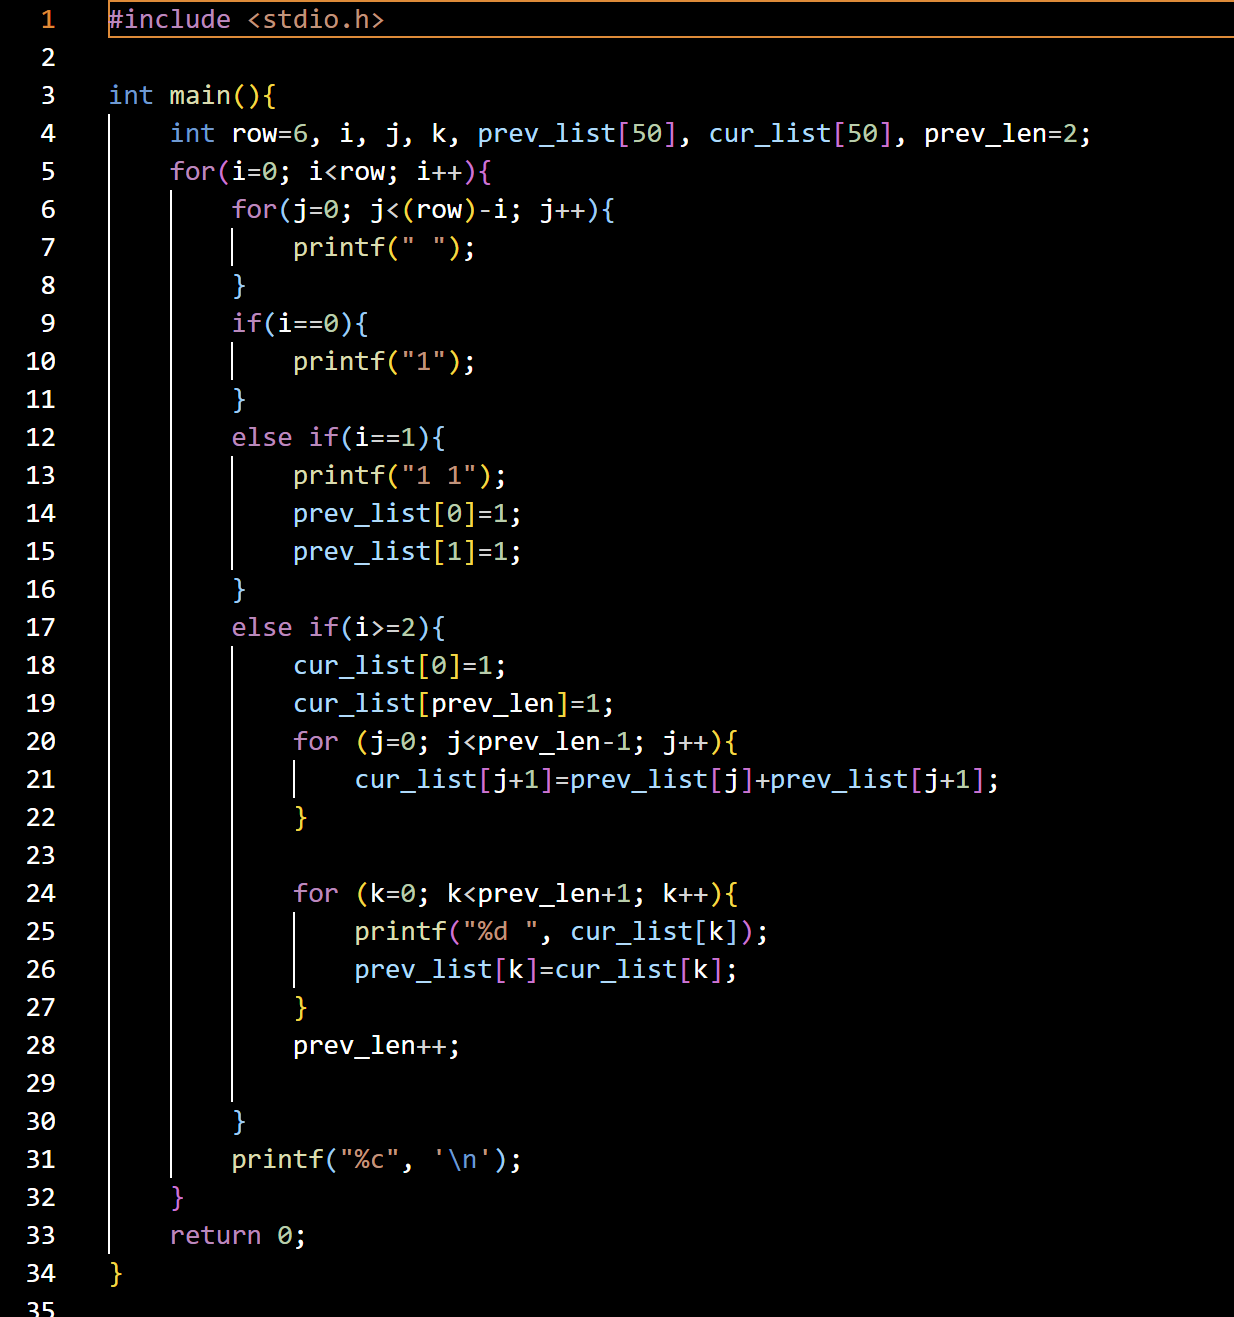 1 #include <stdio.h>
2
3 int main(){
4     int row=6, i, j, k, prev_list[50], cur_list[50], prev_len=2;
5     for(i=0; i<row; i++){
6         for(j=0; j<(row)-i; j++){
7             printf(" ");
8         }
9         if(i==0){
10             printf("1");
11         }
12         else if(i==1){
13             printf("1 1");
14             prev_list[0]=1;
15             prev_list[1]=1;
16         }
17         else if(i>=2){
18             cur_list[0]=1;
19             cur_list[prev_len]=1;
20             for (j=0; j<prev_len-1; j++){
21                 cur_list[j+1]=prev_list[j]+prev_list[j+1];
22             }
23
24             for (k=0; k<prev_len+1; k++){
25                 printf("%d ", cur_list[k]);
26                 prev_list[k]=cur_list[k];
27             }
28             prev_len++;
29
30         }
31         printf("%c", '\n');
32     }
33     return 0;
34 }
35